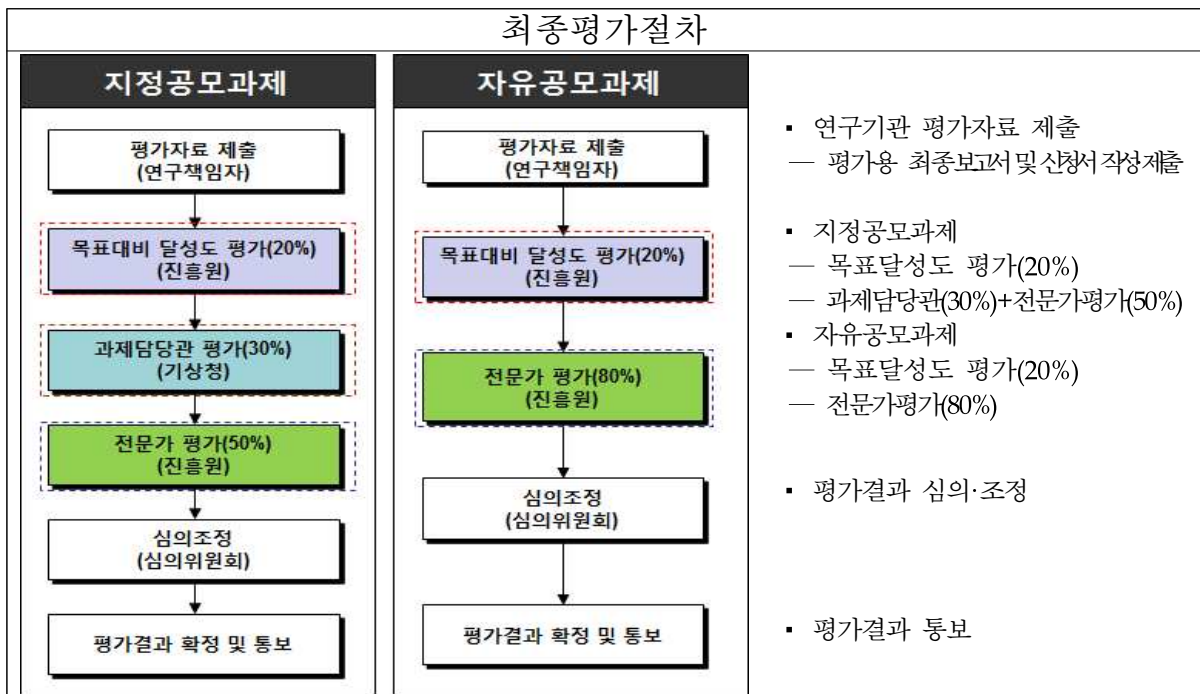 최종평가절차
지정공모과제
평가자료 제출
(연구책임자)
목표대비 달성도 평가(20%)
(진흥원)
과제담당관 평가(30%)
(기상청)
전문가 평가(50%)
(진흥원)
심의조정
(심의위원회)
평가결과 확정 및 통보
자유공모과제
평가자료 제출
(연구책임자)
목표대비 달성도 평가(20%)
(진흥원)
전문가 평가(80%)
(진흥원)
심의조정
(심의위원회)
평가결과 확정 및 통보
▪ 연구기관 평가자료 제출
― 평가용 최종보고서 및 신청서 작성·제출
▪ 지정공모과제
― 목표달성도 평가(20%)
― 과제담당관(30%)+전문가평가(50%)
▪ 자유공모과제
― 목표달성도 평가(20%)
― 전문가평가(80%)
▪ 평가결과 심의·조정
▪ 평가결과 통보